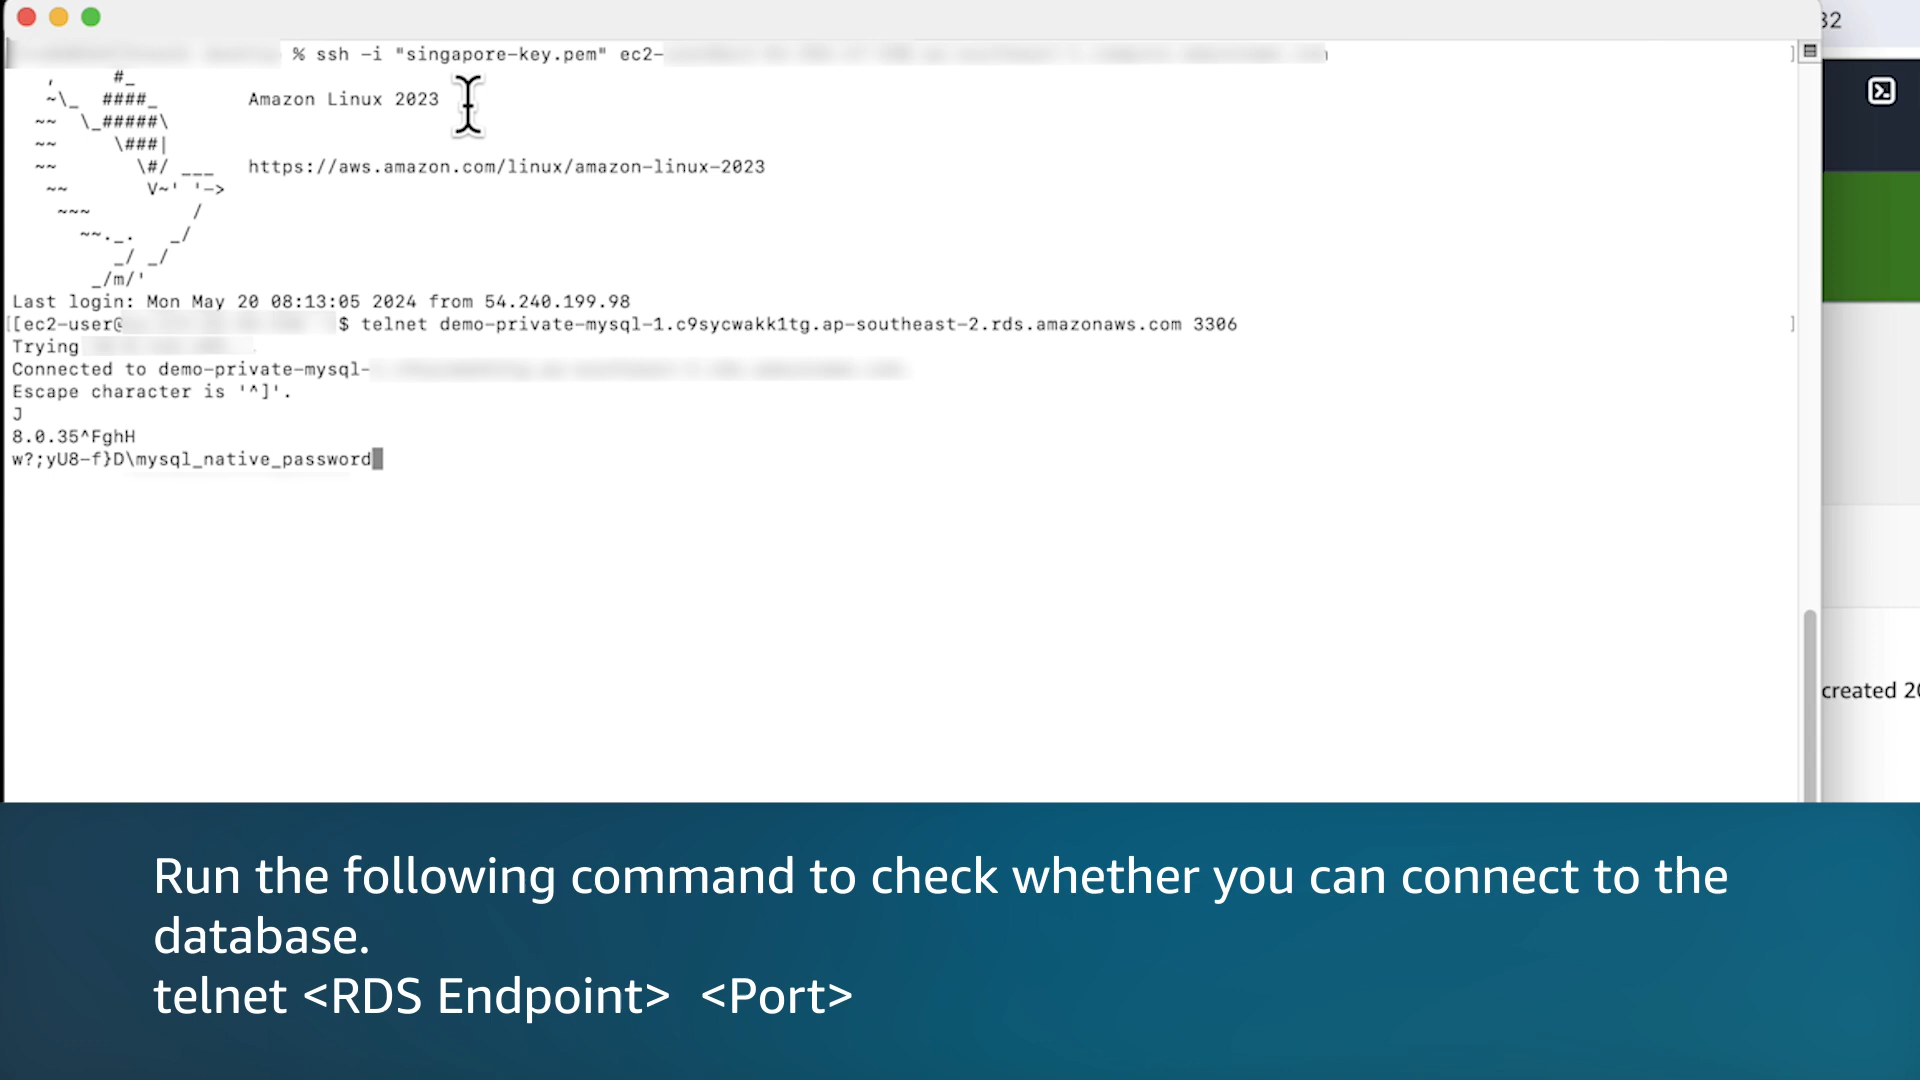 32
% ssh -i "singapore-key.pem" ec2-
, #_
~\_ ####_ Amazon Linux 2023
~~ \_#####\
~~ \###|
~~ \#/ ___ https://aws.amazon.com/linux/amazon-linux-2023
~~ V~' '->
~~~ /
~~._. _/
_/ _/
_/m/'
Last login: Mon May 20 08:13:05 2024 from 54.240.199.98
[[ec2-user@ $ telnet demo-private-mysql-1.c9sycwakk1tg.ap-southeast-2.rds.amazonaws.com 3306 ]
Trying
Connected to demo-private-mysql-
Escape character is '^]'.
J
8.0.35^FghH
w?;yU8-f}D\mysql_native_password
created 20
Run the following command to check whether you can connect to the
database.
telnet <RDS Endpoint> <Port>